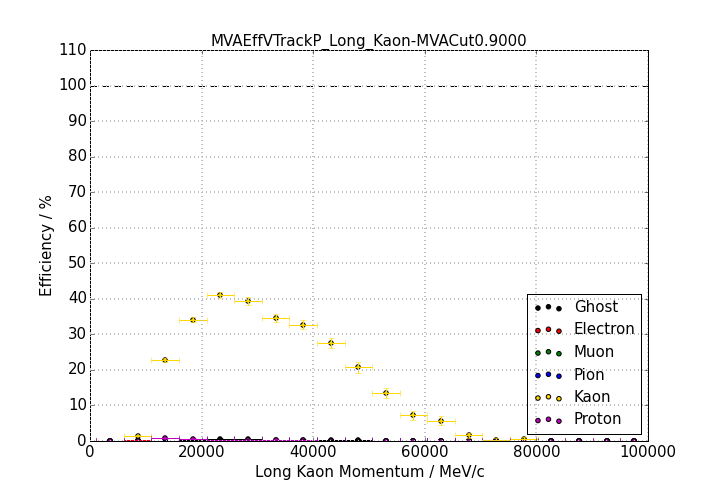 MVAEffVTrackP_Long_Kaon-MVACut0.9000
110
100
90
80
70
60
50
40
30
20
10
0
Efficiency / %
Ghost
Electron
Muon
Pion
Kaon
Proton
0 20000 40000 60000 80000 100000
Long Kaon Momentum / MeV/c